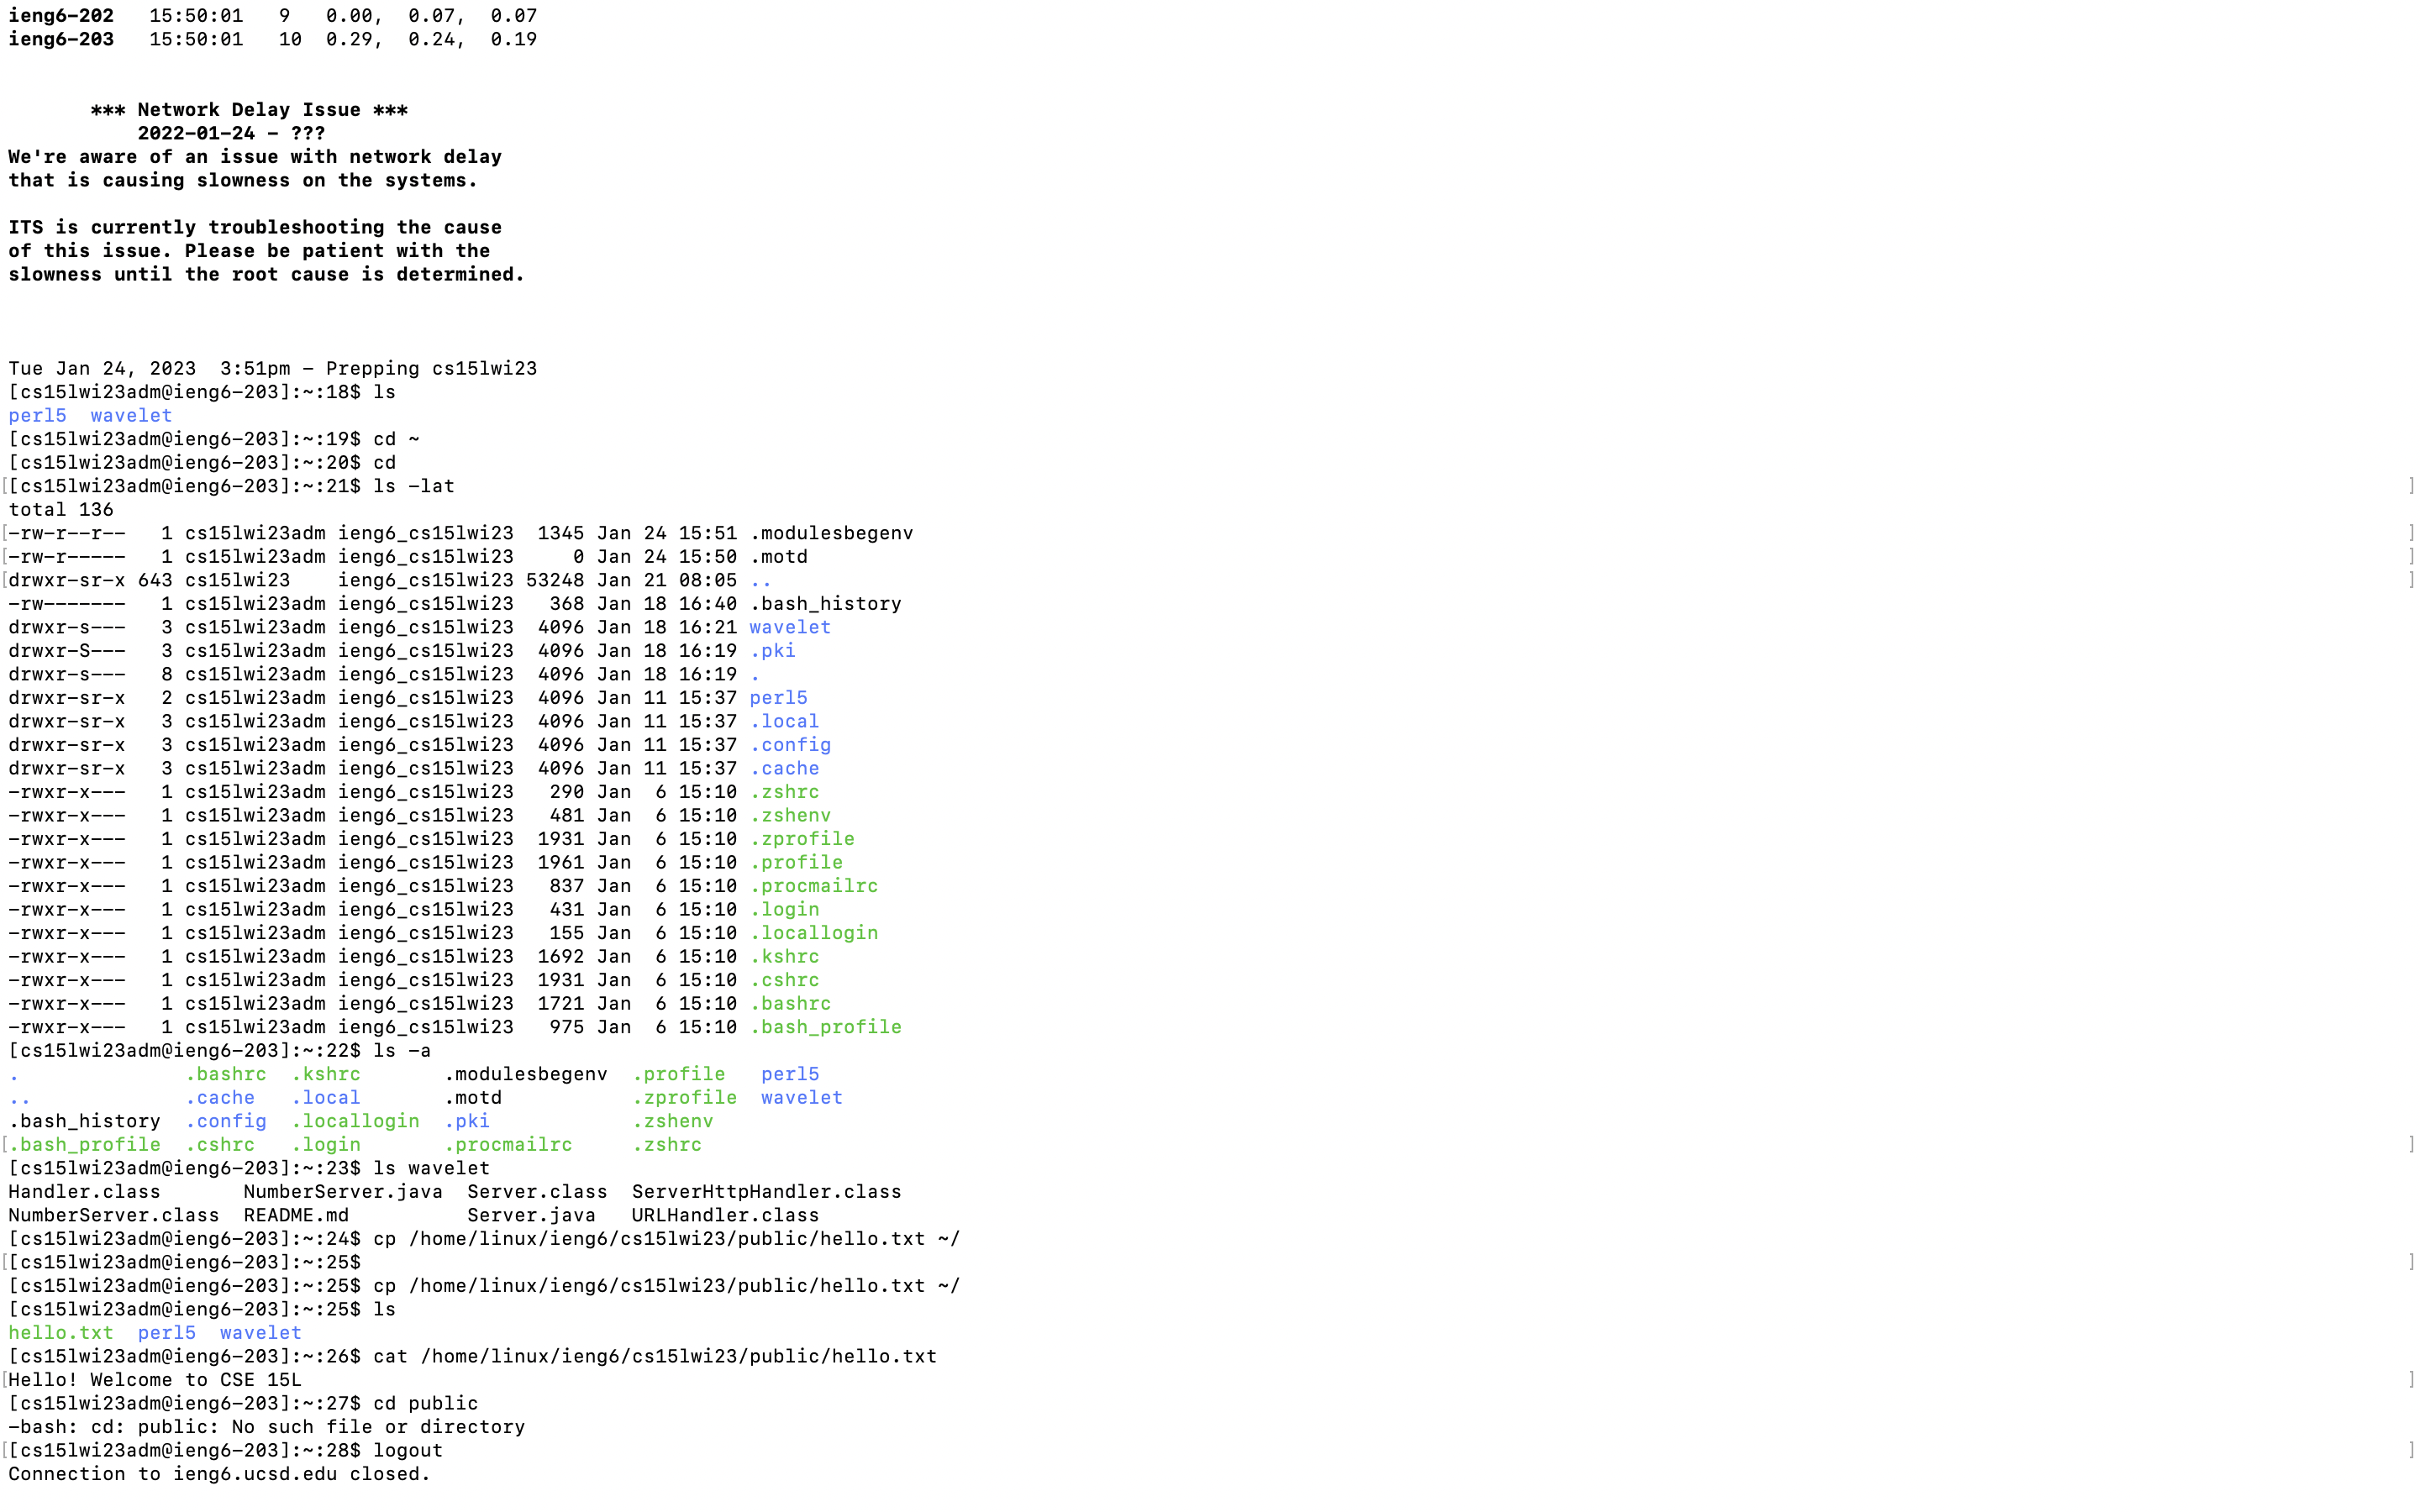 ieng6-202   15:50:01   9   0.00,  0.07,  0.07
ieng6-203   15:50:01   10  0.29,  0.24,  0.19
*** Network Delay Issue ***
2022-01-24 - ???
We're aware of an issue with network delay
that is causing slowness on the systems.
ITS is currently troubleshooting the cause
of this issue. Please be patient with the
slowness until the root cause is determined.
Tue Jan 24, 2023  3:51pm - Prepping cs15lwi23
[cs15lwi23adm@ieng6-203]:~:18$ ls
perl5  wavelet
[cs15lwi23adm@ieng6-203]:~:19$ cd ~
[cs15lwi23adm@ieng6-203]:~:20$ cd
[[cs15lwi23adm@ieng6-203]:~:21$ ls -lat ]
total 136
[-rw-r--r--   1 cs15lwi23adm ieng6_cs15lwi23  1345 Jan 24 15:51 .modulesbegenv ]
[-rw-r-----   1 cs15lwi23adm ieng6_cs15lwi23     0 Jan 24 15:50 .motd ]
[drwxr-sr-x 643 cs15lwi23    ieng6_cs15lwi23 53248 Jan 21 08:05 .. ]
-rw-------   1 cs15lwi23adm ieng6_cs15lwi23   368 Jan 18 16:40 .bash_history
drwxr-s---   3 cs15lwi23adm ieng6_cs15lwi23  4096 Jan 18 16:21 wavelet
drwxr-S---   3 cs15lwi23adm ieng6_cs15lwi23  4096 Jan 18 16:19 .pki
drwxr-s---   8 cs15lwi23adm ieng6_cs15lwi23  4096 Jan 18 16:19 .
drwxr-sr-x   2 cs15lwi23adm ieng6_cs15lwi23  4096 Jan 11 15:37 perl5
drwxr-sr-x   3 cs15lwi23adm ieng6_cs15lwi23  4096 Jan 11 15:37 .local
drwxr-sr-x   3 cs15lwi23adm ieng6_cs15lwi23  4096 Jan 11 15:37 .config
drwxr-sr-x   3 cs15lwi23adm ieng6_cs15lwi23  4096 Jan 11 15:37 .cache
-rwxr-x---   1 cs15lwi23adm ieng6_cs15lwi23   290 Jan  6 15:10 .zshrc
-rwxr-x---   1 cs15lwi23adm ieng6_cs15lwi23   481 Jan  6 15:10 .zshenv
-rwxr-x---   1 cs15lwi23adm ieng6_cs15lwi23  1931 Jan  6 15:10 .zprofile
-rwxr-x---   1 cs15lwi23adm ieng6_cs15lwi23  1961 Jan  6 15:10 .profile
-rwxr-x---   1 cs15lwi23adm ieng6_cs15lwi23   837 Jan  6 15:10 .procmailrc
-rwxr-x---   1 cs15lwi23adm ieng6_cs15lwi23   431 Jan  6 15:10 .login
-rwxr-x---   1 cs15lwi23adm ieng6_cs15lwi23   155 Jan  6 15:10 .locallogin
-rwxr-x---   1 cs15lwi23adm ieng6_cs15lwi23  1692 Jan  6 15:10 .kshrc
-rwxr-x---   1 cs15lwi23adm ieng6_cs15lwi23  1931 Jan  6 15:10 .cshrc
-rwxr-x---   1 cs15lwi23adm ieng6_cs15lwi23  1721 Jan  6 15:10 .bashrc
-rwxr-x---   1 cs15lwi23adm ieng6_cs15lwi23   975 Jan  6 15:10 .bash_profile
[cs15lwi23adm@ieng6-203]:~:22$ ls -a
.              .bashrc  .kshrc       .modulesbegenv  .profile   perl5
..             .cache   .local       .motd           .zprofile  wavelet
.bash_history  .config  .locallogin  .pki            .zshenv
[.bash_profile  .cshrc   .login       .procmailrc     .zshrc ]
[cs15lwi23adm@ieng6-203]:~:23$ ls wavelet
Handler.class       NumberServer.java  Server.class  ServerHttpHandler.class
NumberServer.class  README.md          Server.java   URLHandler.class
[cs15lwi23adm@ieng6-203]:~:24$ cp /home/linux/ieng6/cs15lwi23/public/hello.txt ~/
[[cs15lwi23adm@ieng6-203]:~:25$ ]
[cs15lwi23adm@ieng6-203]:~:25$ cp /home/linux/ieng6/cs15lwi23/public/hello.txt ~/
[cs15lwi23adm@ieng6-203]:~:25$ ls
hello.txt  perl5  wavelet
[cs15lwi23adm@ieng6-203]:~:26$ cat /home/linux/ieng6/cs15lwi23/public/hello.txt
[Hello! Welcome to CSE 15L ]
[cs15lwi23adm@ieng6-203]:~:27$ cd public
-bash: cd: public: No such file or directory
[[cs15lwi23adm@ieng6-203]:~:28$ logout ]
Connection to ieng6.ucsd.edu closed.